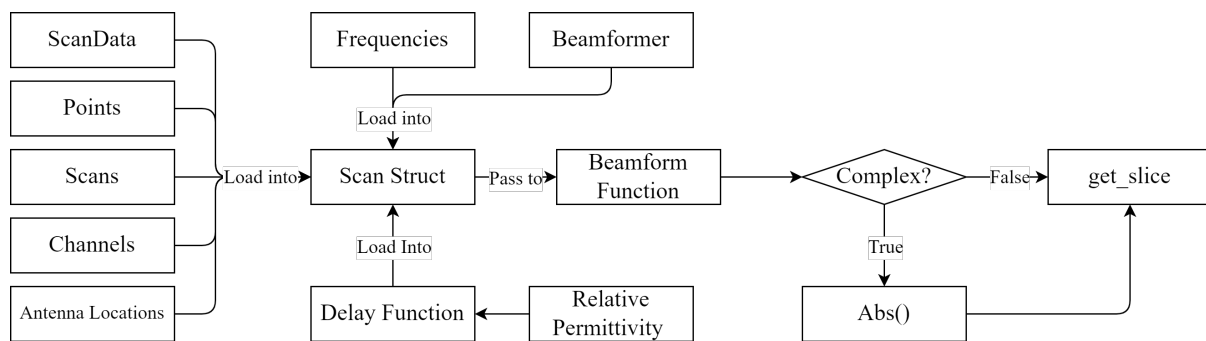 ScanData
Points
Scans
Channels
Antenna Locations
Load into
Frequencies
Beamformer
Load into
Scan Struct
Load Into
Delay Function
Relative
Permittivity
Pass to
Beamform
Function
Complex?
False
get_slice
True
Abs()